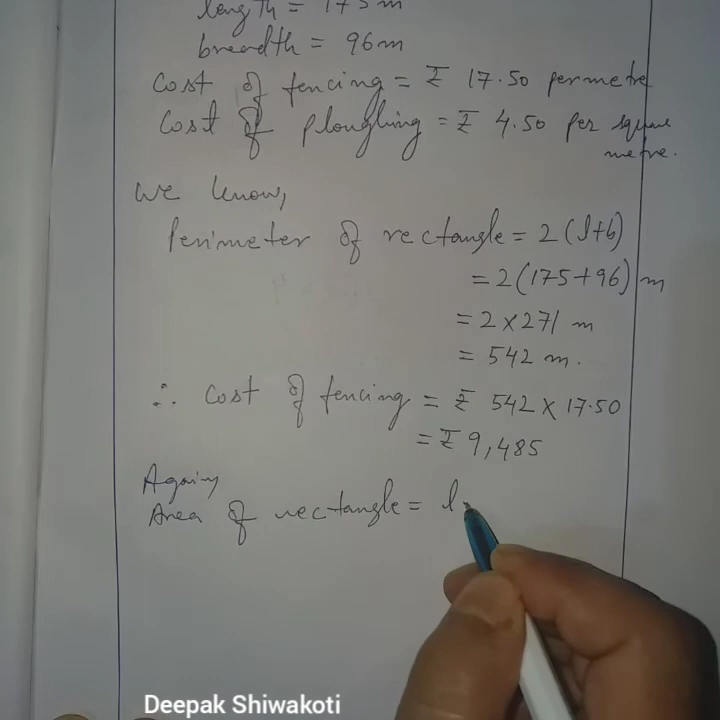 length = 175m
breadth = 96m
Cost of fencing = ₹ 17.50 per metre
Cost of ploughing = ₹ 4.50 per square
metre.
We know,
Perimeter of rectangle = 2(l+b)
= 2(175+96) m
= 2×271 m
= 542 m.
∴ Cost of fencing = ₹ 542×17.50
= ₹ 9,485
Again,
Area of rectangle = l
Deepak Shiwakoti